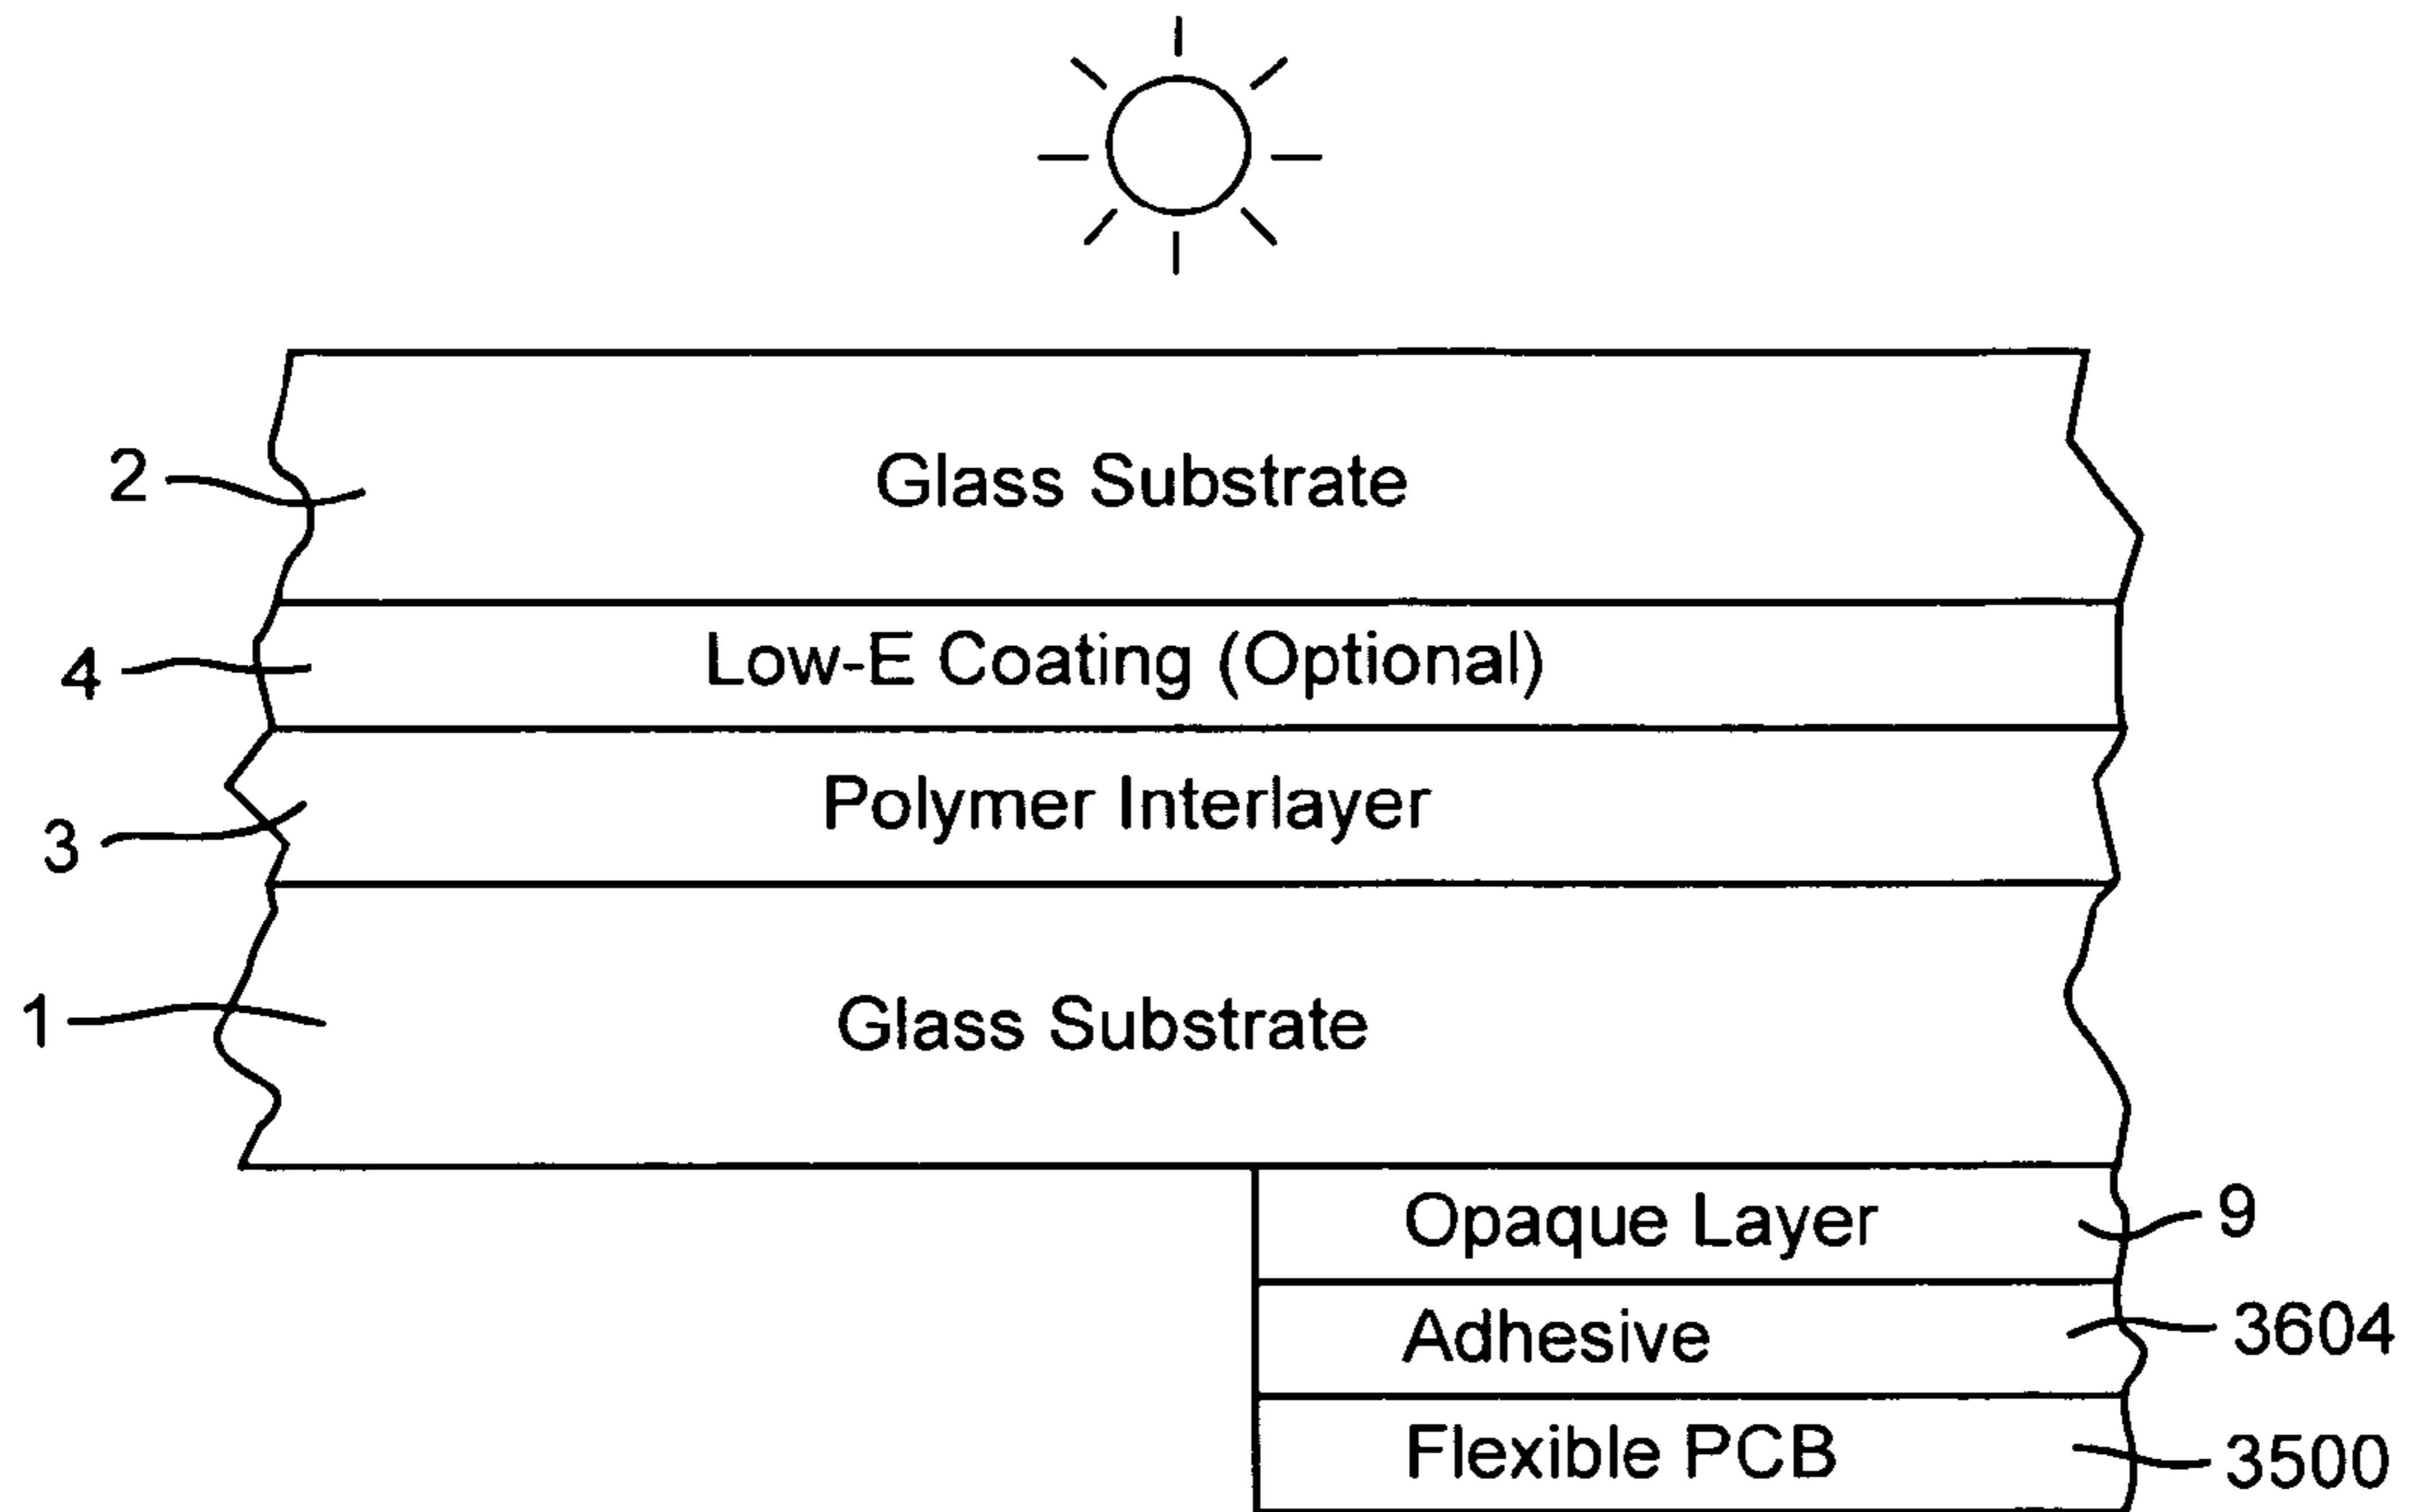 2 Glass Substrate
4 Low-E Coating (Optional)
3 Polymer Interlayer
1 Glass Substrate
Opaque Layer 9
Adhesive 3604
Flexible PCB 3500